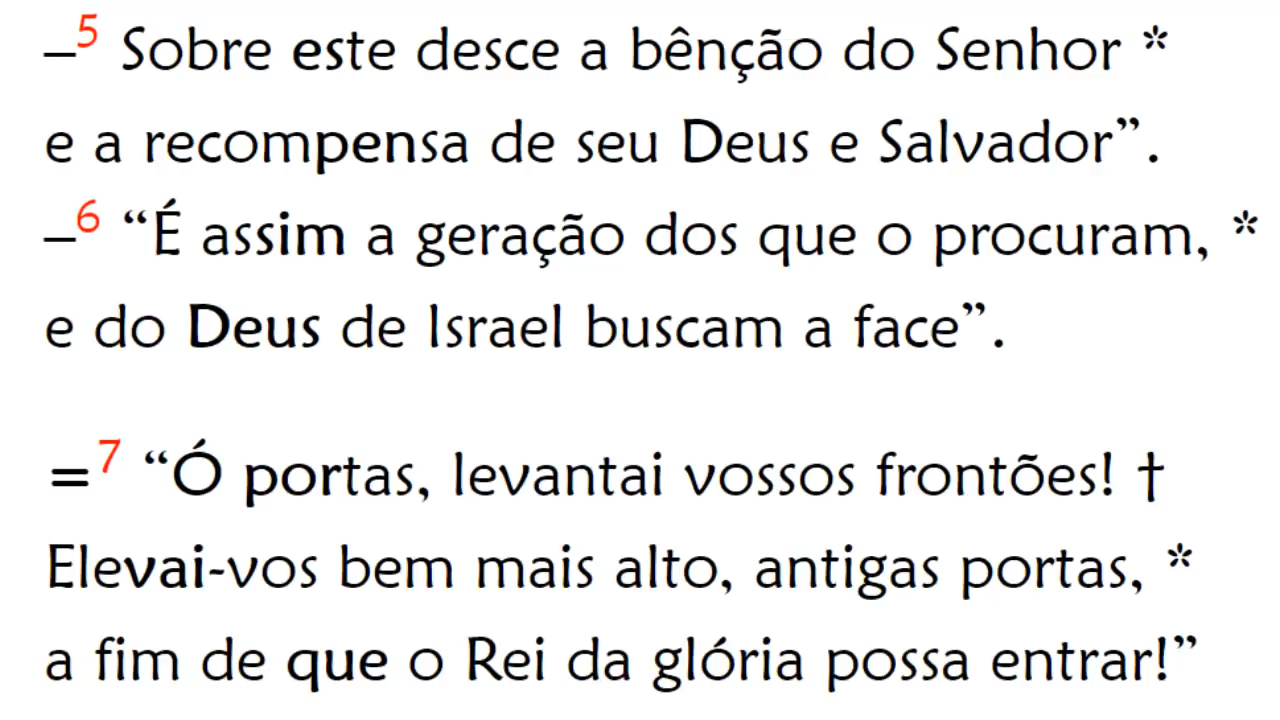 –5 Sobre este desce a bênção do Senhor *
e a recompensa de seu Deus e Salvador”.
–6 “É assim a geração dos que o procuram, *
e do Deus de Israel buscam a face”.
=7 “Ó portas, levantai vossos frontões! †
Elevai-vos bem mais alto, antigas portas, *
a fim de que o Rei da glória possa entrar!”